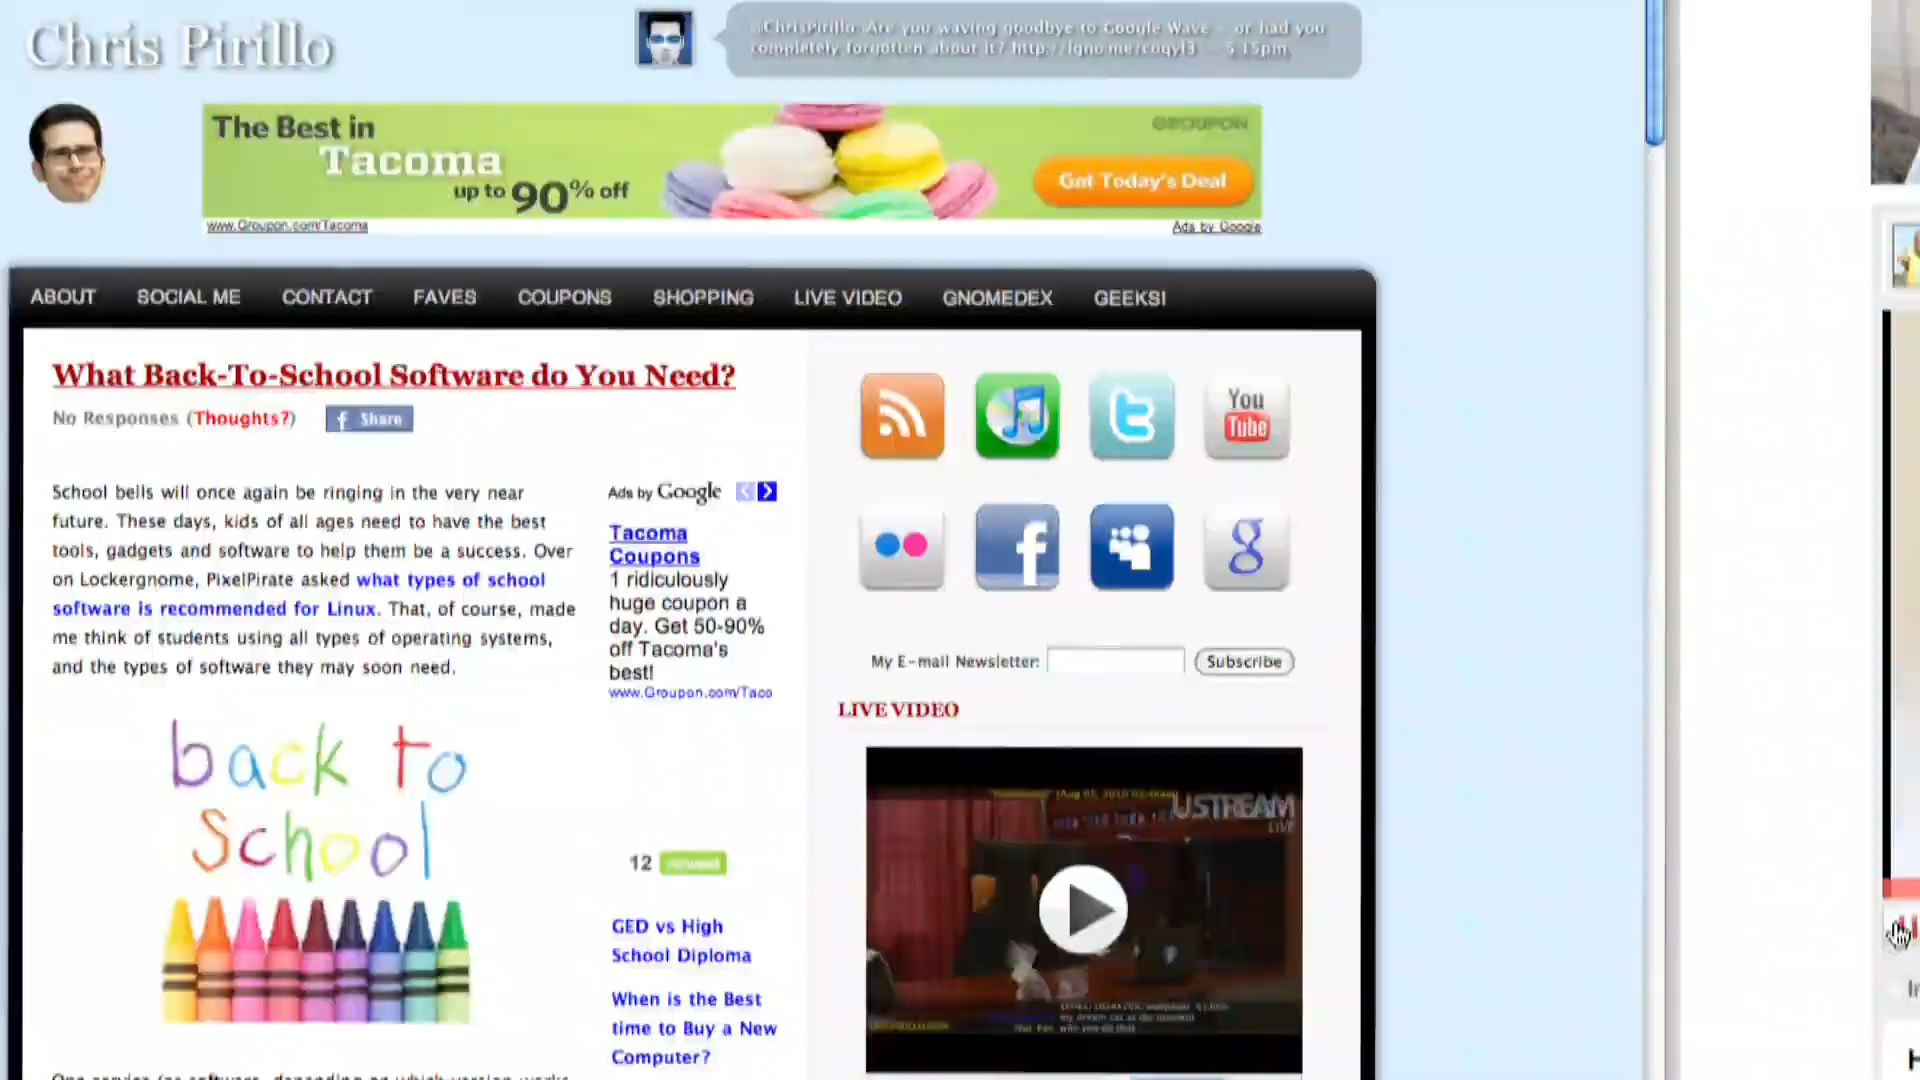 Chris Pirillo
ChrisPirillo Are you waving goodbye to Google Wave - or had you
completely forgotten about it? - 5:15pm
The Best in
Tacoma
up to 90% off
GROUPON
Get Today's Deal
www.Groupon.com/Tacoma
Ads by Google
ABOUT SOCIAL ME CONTACT FAVES COUPONS SHOPPING LIVE VIDEO GNOMEDEX GEEKS!
What Back-To-School Software do You Need?
No Responses (Thoughts?)
f Share
School bells will once again be ringing in the very near
future. These days, kids of all ages need to have the best
tools, gadgets and software to help them be a success. Over
on Lockergnome, PixelPirate asked what types of school
software is recommended for Linux. That, of course, made
me think of students using all types of operating systems,
and the types of software they may soon need.
back to
School
Ads by Google
Tacoma
Coupons
1 ridiculously
huge coupon a
day. Get 50-90%
off Tacoma's
best!
www.Groupon.com/Taco
12
GED vs High
School Diploma
When is the Best
time to Buy a New
Computer?
You
Tube
My E-mail Newsletter:
Subscribe
LIVE VIDEO
USTREAM
LIVE